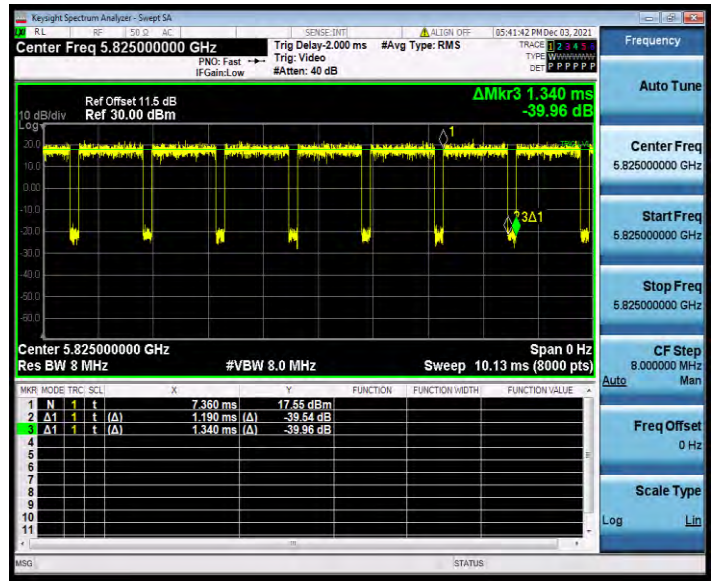 Keysight Spectrum Analyzer - Swept SA
RL RF 50 Ω AC SENSE:INT ALIGN OFF 05:41:42 PM Dec 03, 2021
Center Freq 5.825000000 GHz
PNO: Fast
IFGain:Low
Trig Delay-2.000 ms
Trig: Video
#Atten: 40 dB
#Avg Type: RMS
TRACE 1 2 3 4 5 6
TYPE WWWWWW
DET P P P P P P
Frequency
Auto Tune
Center Freq
5.825000000 GHz
Start Freq
5.825000000 GHz
Stop Freq
5.825000000 GHz
CF Step
8.000000 MHz
Auto Man
Freq Offset
0 Hz
Scale Type
Log Lin
ΔMkr3 1.340 ms
-39.96 dB
Ref Offset 11.5 dB
10 dB/div Ref 30.00 dBm
Log
20.0
10.0
0.00
-10.0
-20.0
-30.0
-40.0
-50.0
-60.0
1
3Δ1
Center 5.825000000 GHz Span 0 Hz
Res BW 8 MHz #VBW 8.0 MHz Sweep 10.13 ms (8000 pts)
MKR MODE TRC SCL X Y FUNCTION FUNCTION WIDTH FUNCTION VALUE
1 N 1 t 7.360 ms 17.55 dBm
2 Δ1 1 t (Δ) 1.190 ms (Δ) -39.54 dB
3 Δ1 1 t (Δ) 1.340 ms (Δ) -39.96 dB
4
5
6
7
8
9
10
11
MSG STATUS